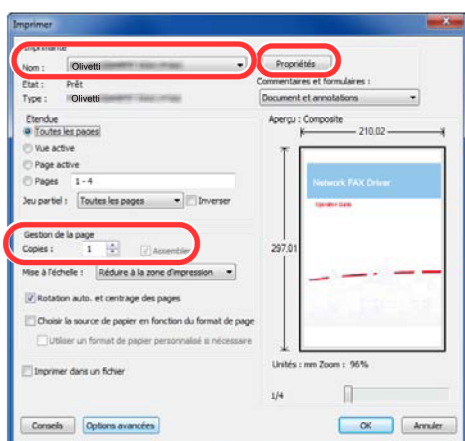 Imprimer
Imprimante
Nom : Olivetti
Propriétés
Etat : Prêt
Commentaires et formulaires :
Type : Olivetti
Document et annotations
Etendue
Toutes les pages
Vue active
Page active
Pages 1 - 4
Jeu partiel : Toutes les pages Inverser
Aperçu : Composite
210,02
Network FAX Driver
Operation Guide
297,01
Gestion de la page
Copies : 1 Assembler
Mise à l'échelle : Réduire à la zone d'impression
Rotation auto. et centrage des pages
Choisir la source de papier en fonction du format de page
Utiliser un format de papier personnalisé si nécessaire
Imprimer dans un fichier
Unités : mm Zoom : 96%
1/4
Conseils Options avancées OK Annuler